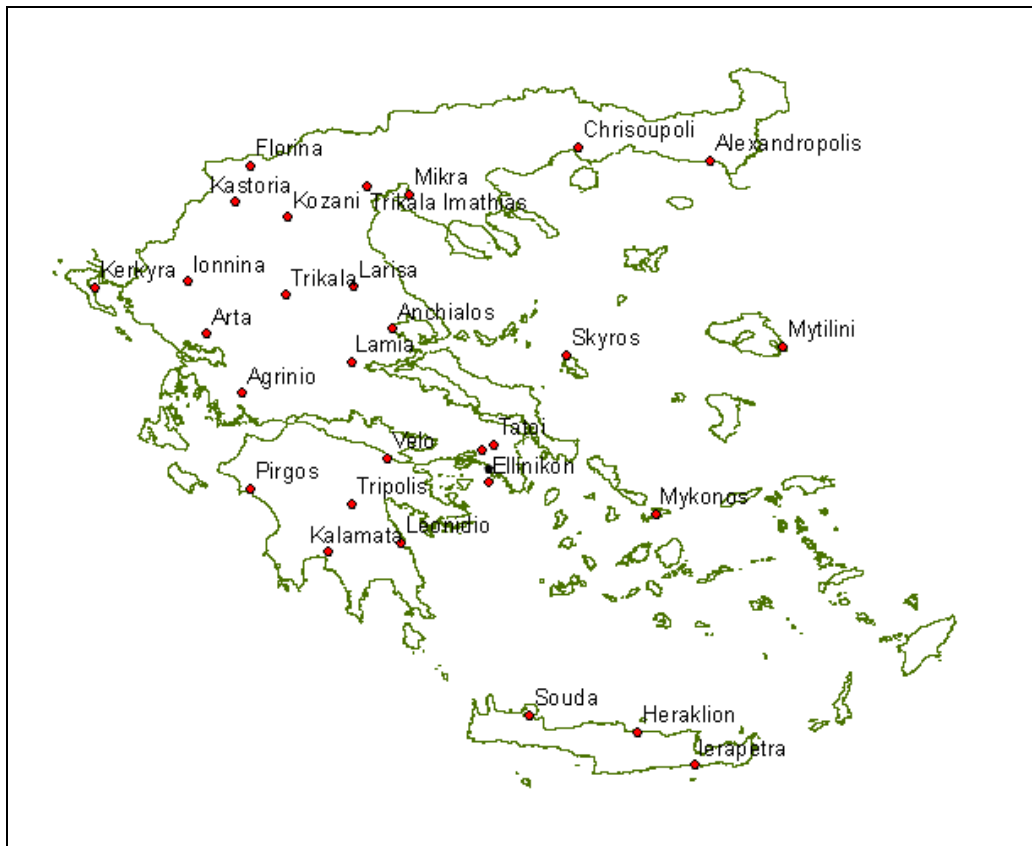 Chrisoupoli
Alexandropolis
Florina
Mikra
Kastoria
Kozani
Trikala Imathias
Kerkyra
Ionnina
Trikala
Larisa
Anchialos
Arta
Lamia
Skyros
Mytilini
Agrinio
Velo
Tatoi
Ellinikon
Pirgos
Tripolis
Mykonos
Kalamata
Leonidio
Souda
Heraklion
Ierapetra